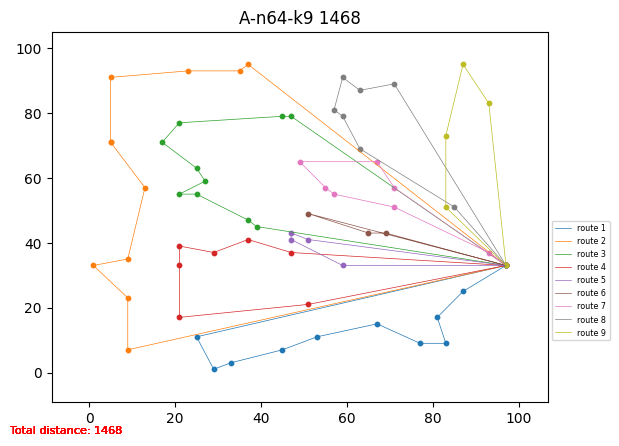 A-n64-k9 1468
100
80
60
40
20
0
0 20 40 60 80 100
route 1
route 2
route 3
route 4
route 5
route 6
route 7
route 8
route 9
Total distance: 1468